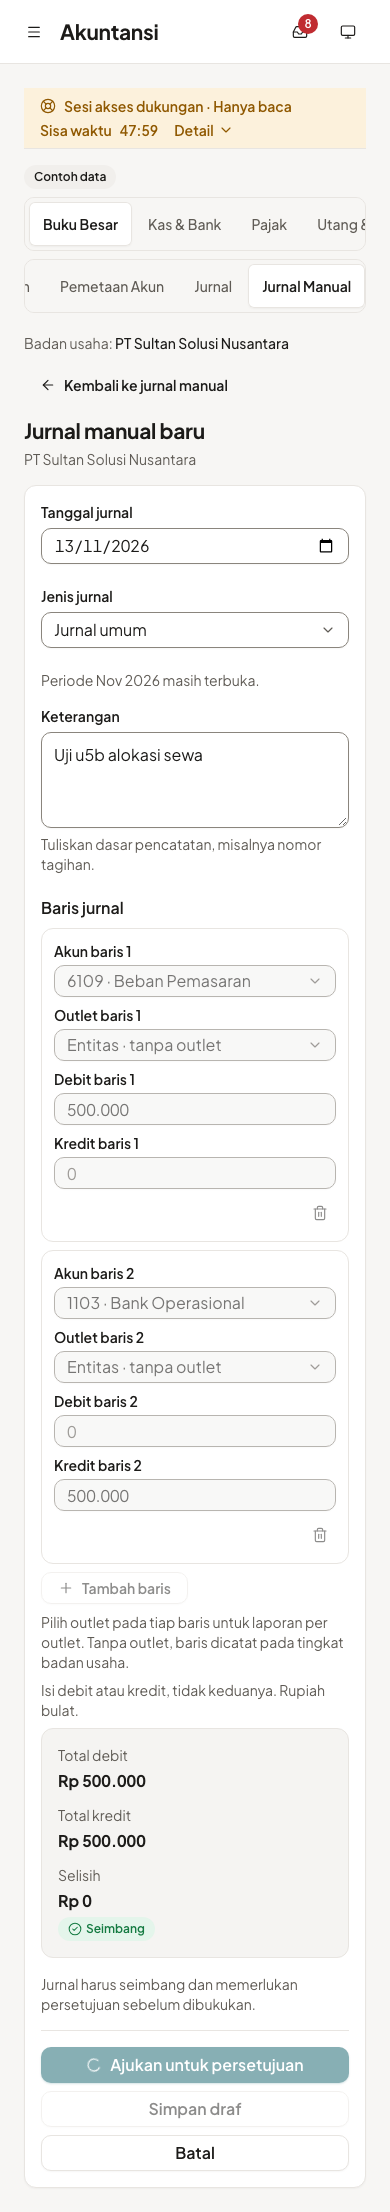 Akuntansi
8
Sesi akses dukungan · Hanya baca
Sisa waktu 47:59 Detail
Contoh data
Buku Besar Kas & Bank Pajak Utang &
n Pemetaan Akun Jurnal Jurnal Manual
Badan usaha: PT Sultan Solusi Nusantara
Kembali ke jurnal manual
Jurnal manual baru
PT Sultan Solusi Nusantara
Tanggal jurnal
13/11/2026
Jenis jurnal
Jurnal umum
Periode Nov 2026 masih terbuka.
Keterangan
Uji u5b alokasi sewa
Tuliskan dasar pencatatan, misalnya nomor
tagihan.
Baris jurnal
Akun baris 1
6109 · Beban Pemasaran
Outlet baris 1
Entitas · tanpa outlet
Debit baris 1
500.000
Kredit baris 1
0
Akun baris 2
1103 · Bank Operasional
Outlet baris 2
Entitas · tanpa outlet
Debit baris 2
0
Kredit baris 2
500.000
Tambah baris
Pilih outlet pada tiap baris untuk laporan per
outlet. Tanpa outlet, baris dicatat pada tingkat
badan usaha.
Isi debit atau kredit, tidak keduanya. Rupiah
bulat.
Total debit
Rp 500.000
Total kredit
Rp 500.000
Selisih
Rp 0
Seimbang
Jurnal harus seimbang dan memerlukan
persetujuan sebelum dibukukan.
Ajukan untuk persetujuan
Simpan draf
Batal